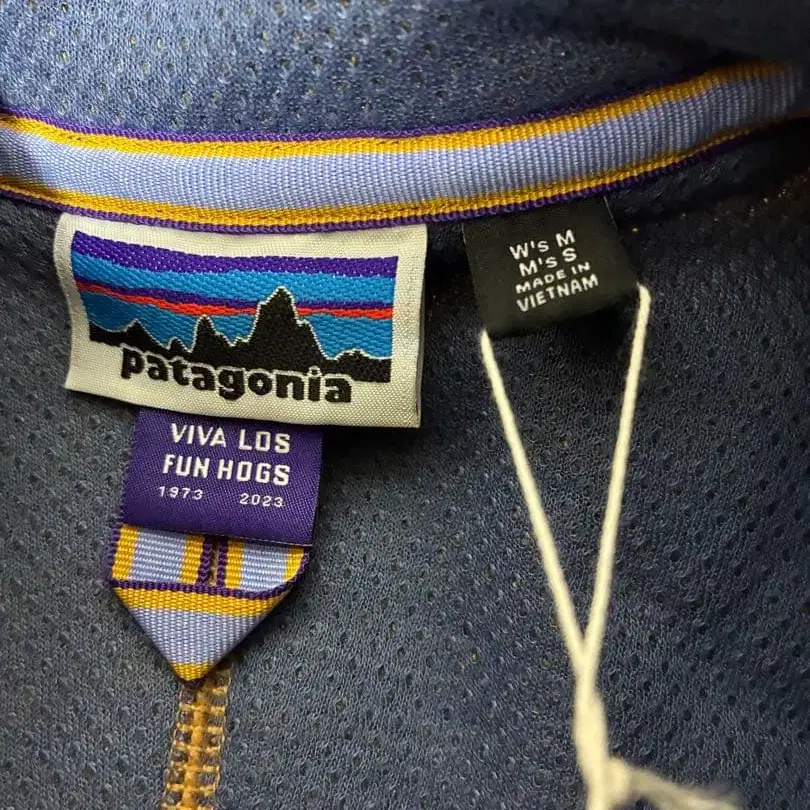 patagonia
VIVA LOS
FUN HOGS
1973 2023
W'S M
M'S S
MADE IN
VIETNAM